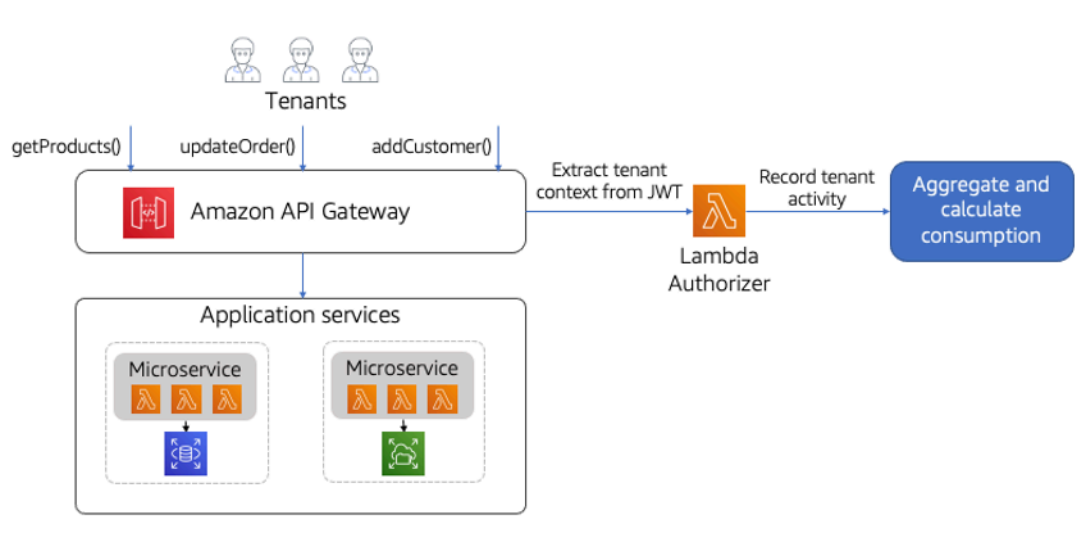 Tenants
getProducts()
updateOrder()
addCustomer()
Amazon API Gateway
Extract tenant
context from JWT
Lambda
Authorizer
Record tenant
activity
Aggregate and
calculate
consumption
Application services
Microservice
Microservice